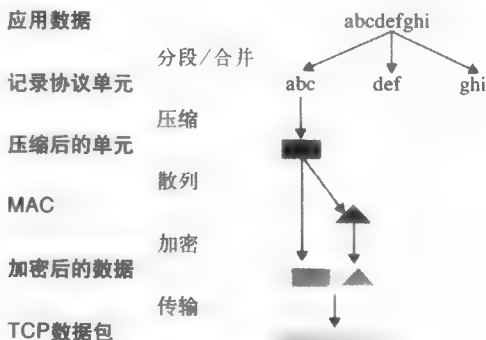 应用数据
abcdefghi
分段/合并
记录协议单元
abc def ghi
压缩
压缩后的单元
散列
MAC
加密
加密后的数据
传输
TCP数据包